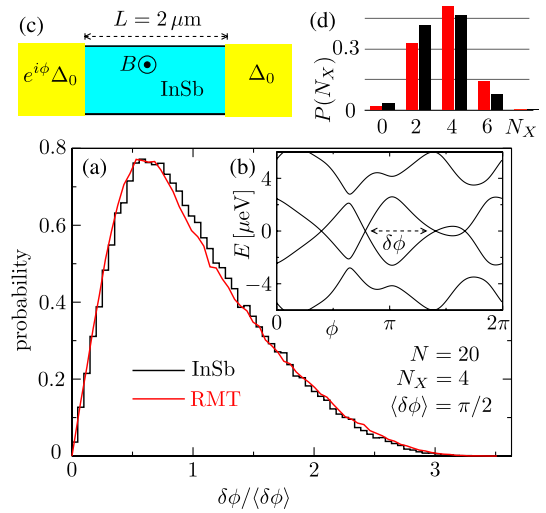 (c) L = 2 μm
e^{iϕ}Δ₀ B⊙ InSb Δ₀
(d)
P(N_X)
0.3
0
0 2 4 6 N_X
(a)
probability
0.8
0.6
0.4
0.2
0
0 1 2 3
δϕ/⟨δϕ⟩
InSb
RMT
(b)
E [μeV]
4
0
−4
δϕ
0 ϕ π 2π
N = 20
N_X = 4
⟨δϕ⟩ = π/2